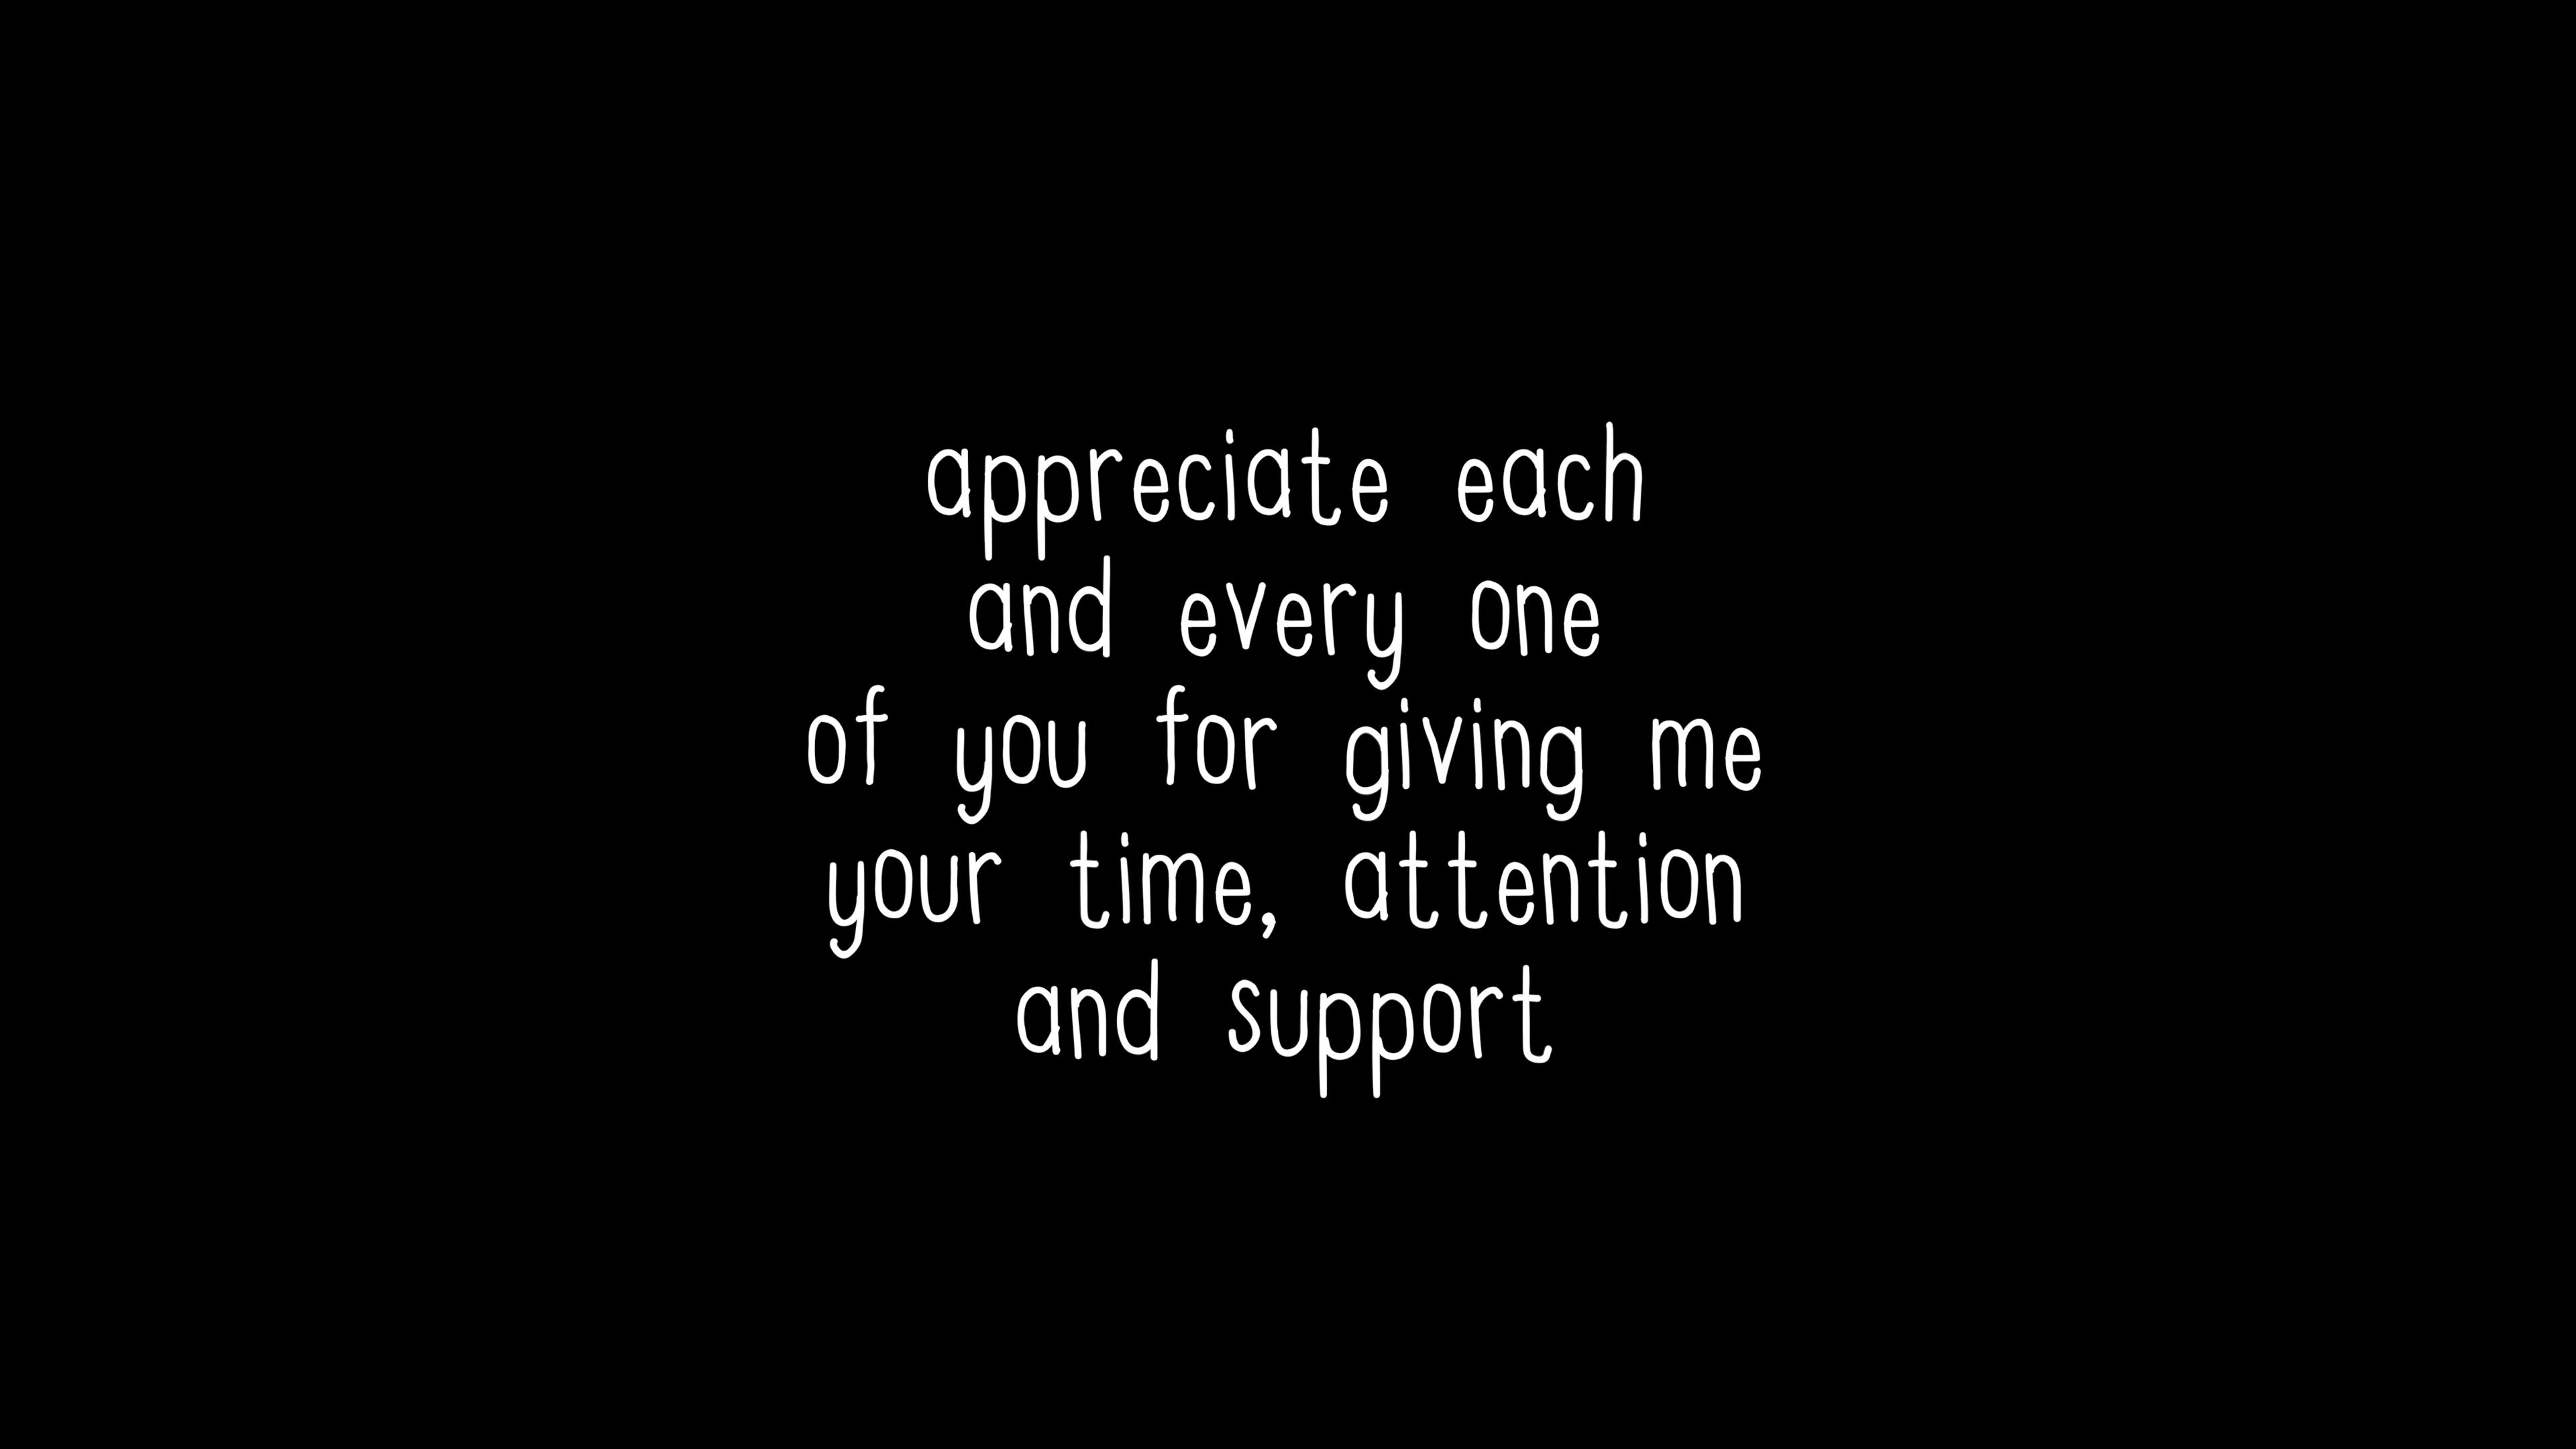 appreciate each
and every one
of you for giving me
your time, attention
and support